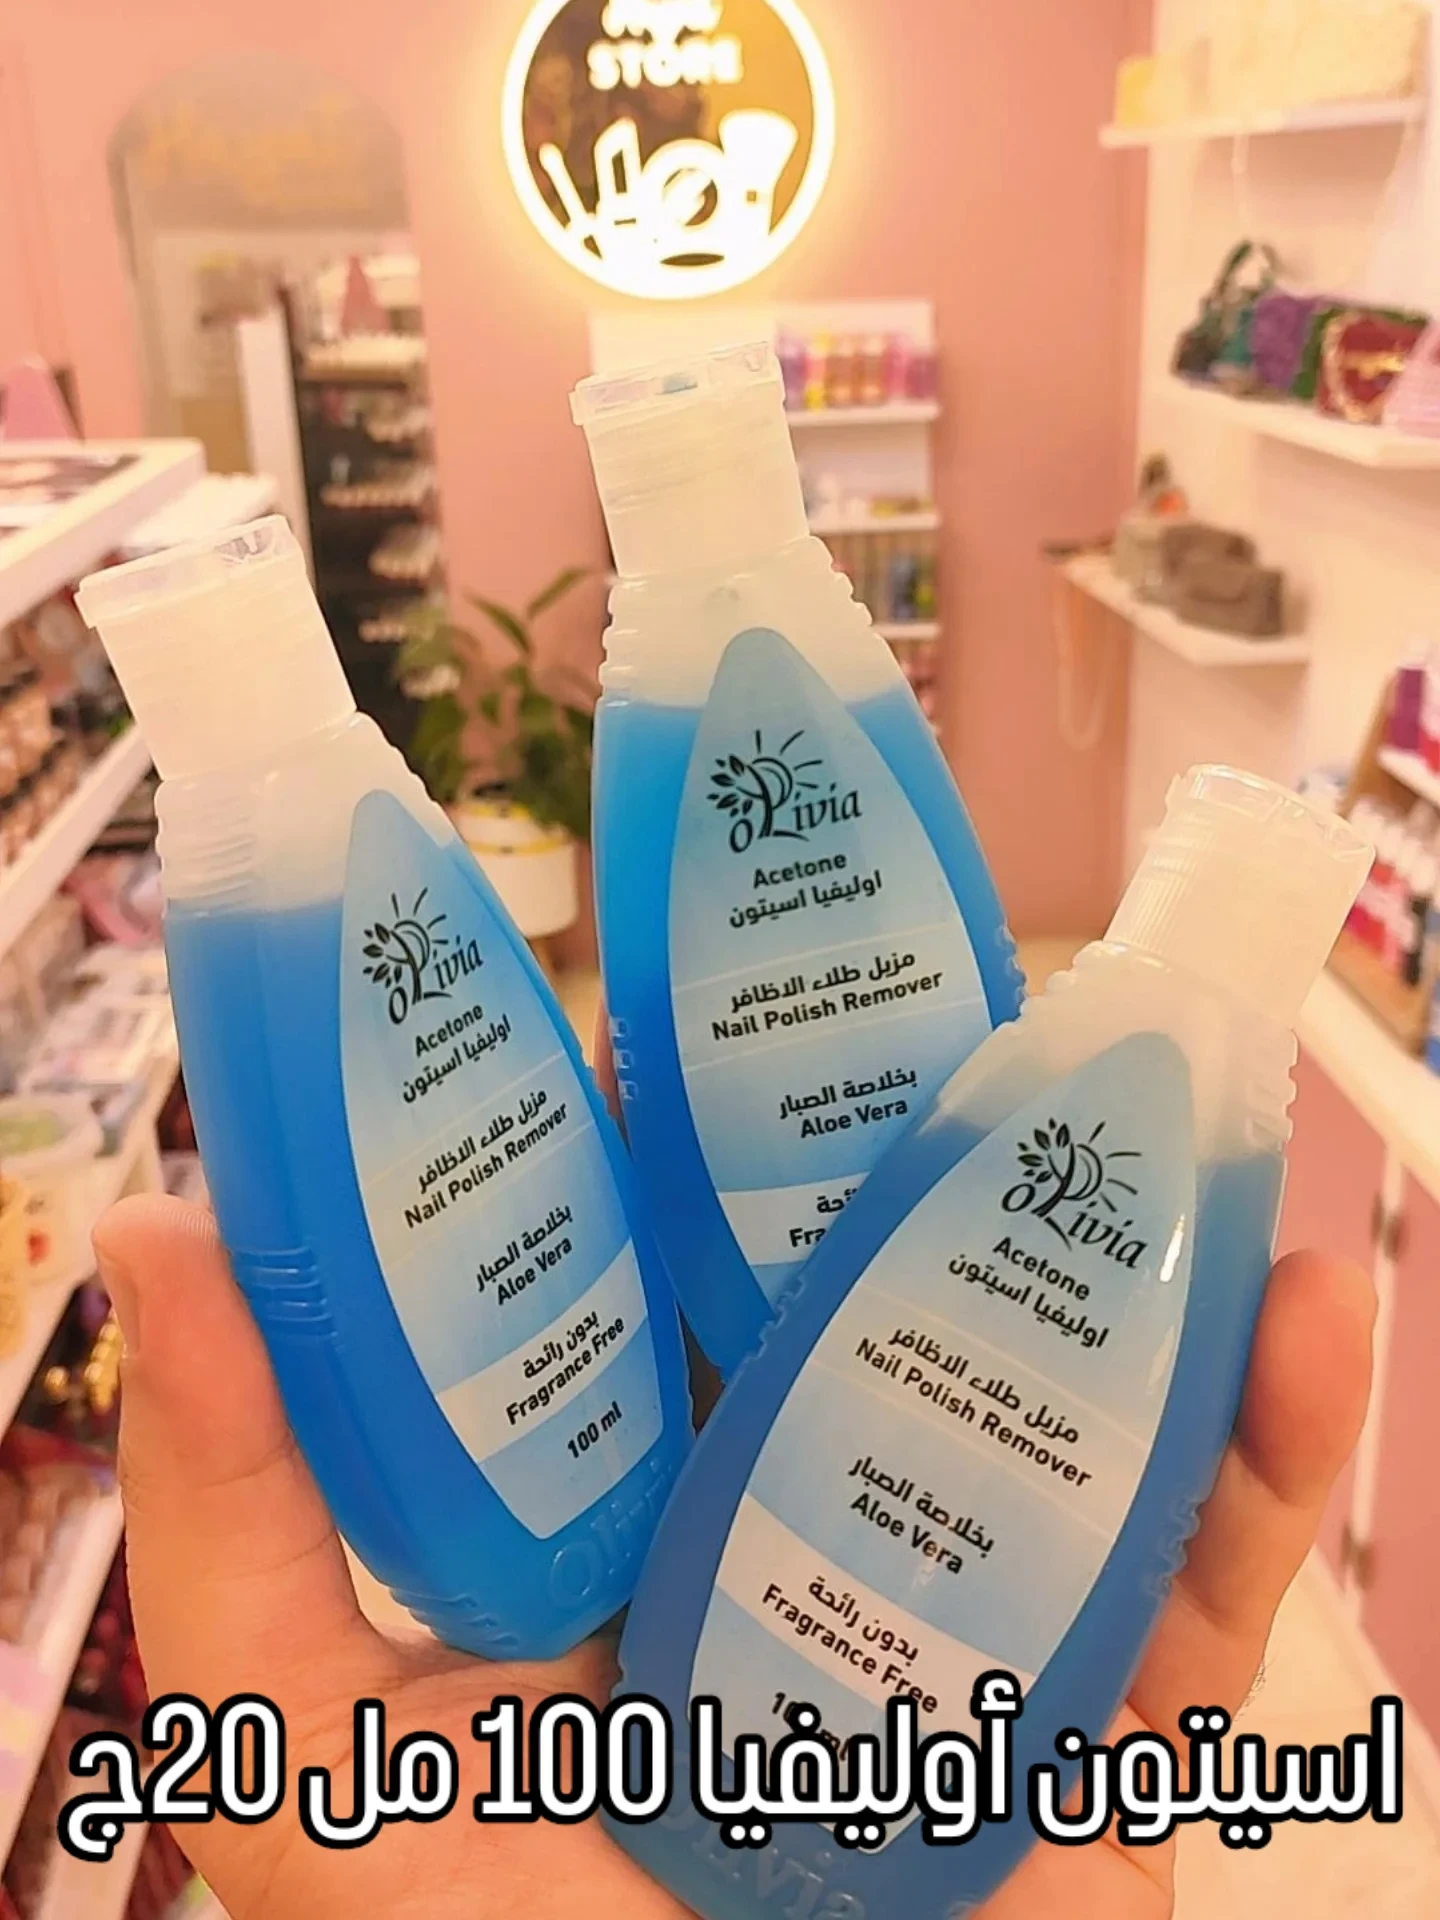 STORE
Olivia
Acetone
اوليفيا اسيتون
مزيل طلاء الاظافر
Nail Polish Remover
بخلاصة الصبار
Aloe Vera
بدون رائحة
Fragrance Free
100 ml
Olivia
Acetone
اوليفيا اسيتون
مزيل طلاء الاظافر
Nail Polish Remover
بخلاصة الصبار
Aloe Vera
Olivia
Acetone
اوليفيا اسيتون
مزيل طلاء الاظافر
Nail Polish Remover
بخلاصة الصبار
Aloe Vera
بدون رائحة
Fragrance Free
اسيتون أوليفيا 100 مل 20ج